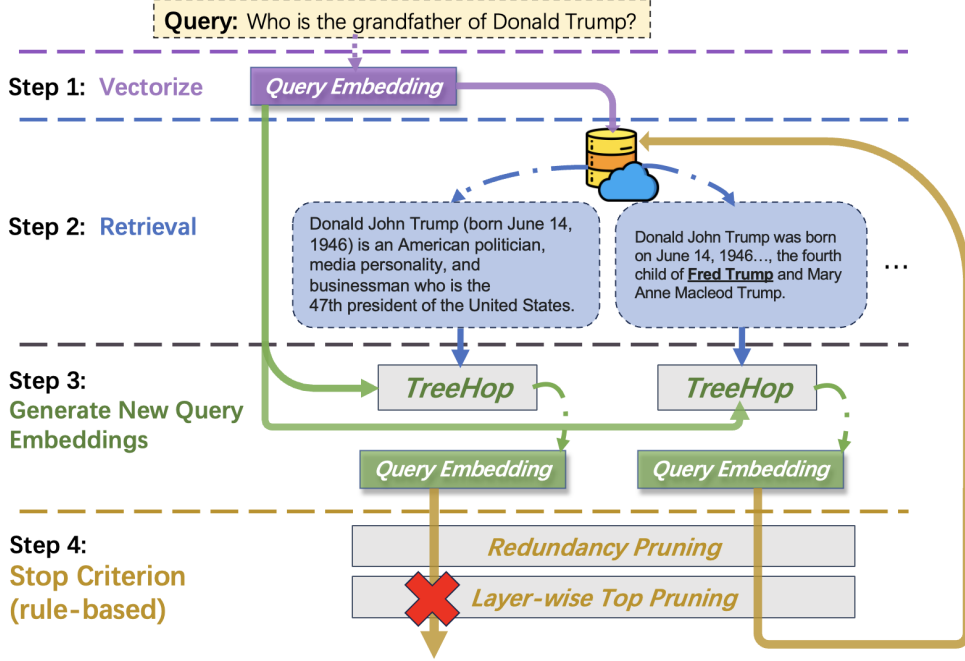 Query: Who is the grandfather of Donald Trump?
Step 1: Vectorize
Query Embedding
Step 2: Retrieval
Donald John Trump (born June 14,
1946) is an American politician,
media personality, and
businessman who is the
47th president of the United States.
Donald John Trump was born
on June 14, 1946..., the fourth
child of Fred Trump and Mary
Anne Macleod Trump.
...
Step 3:
Generate New Query
Embeddings
TreeHop
TreeHop
Query Embedding
Query Embedding
Step 4:
Stop Criterion
(rule-based)
Redundancy Pruning
Layer-wise Top Pruning